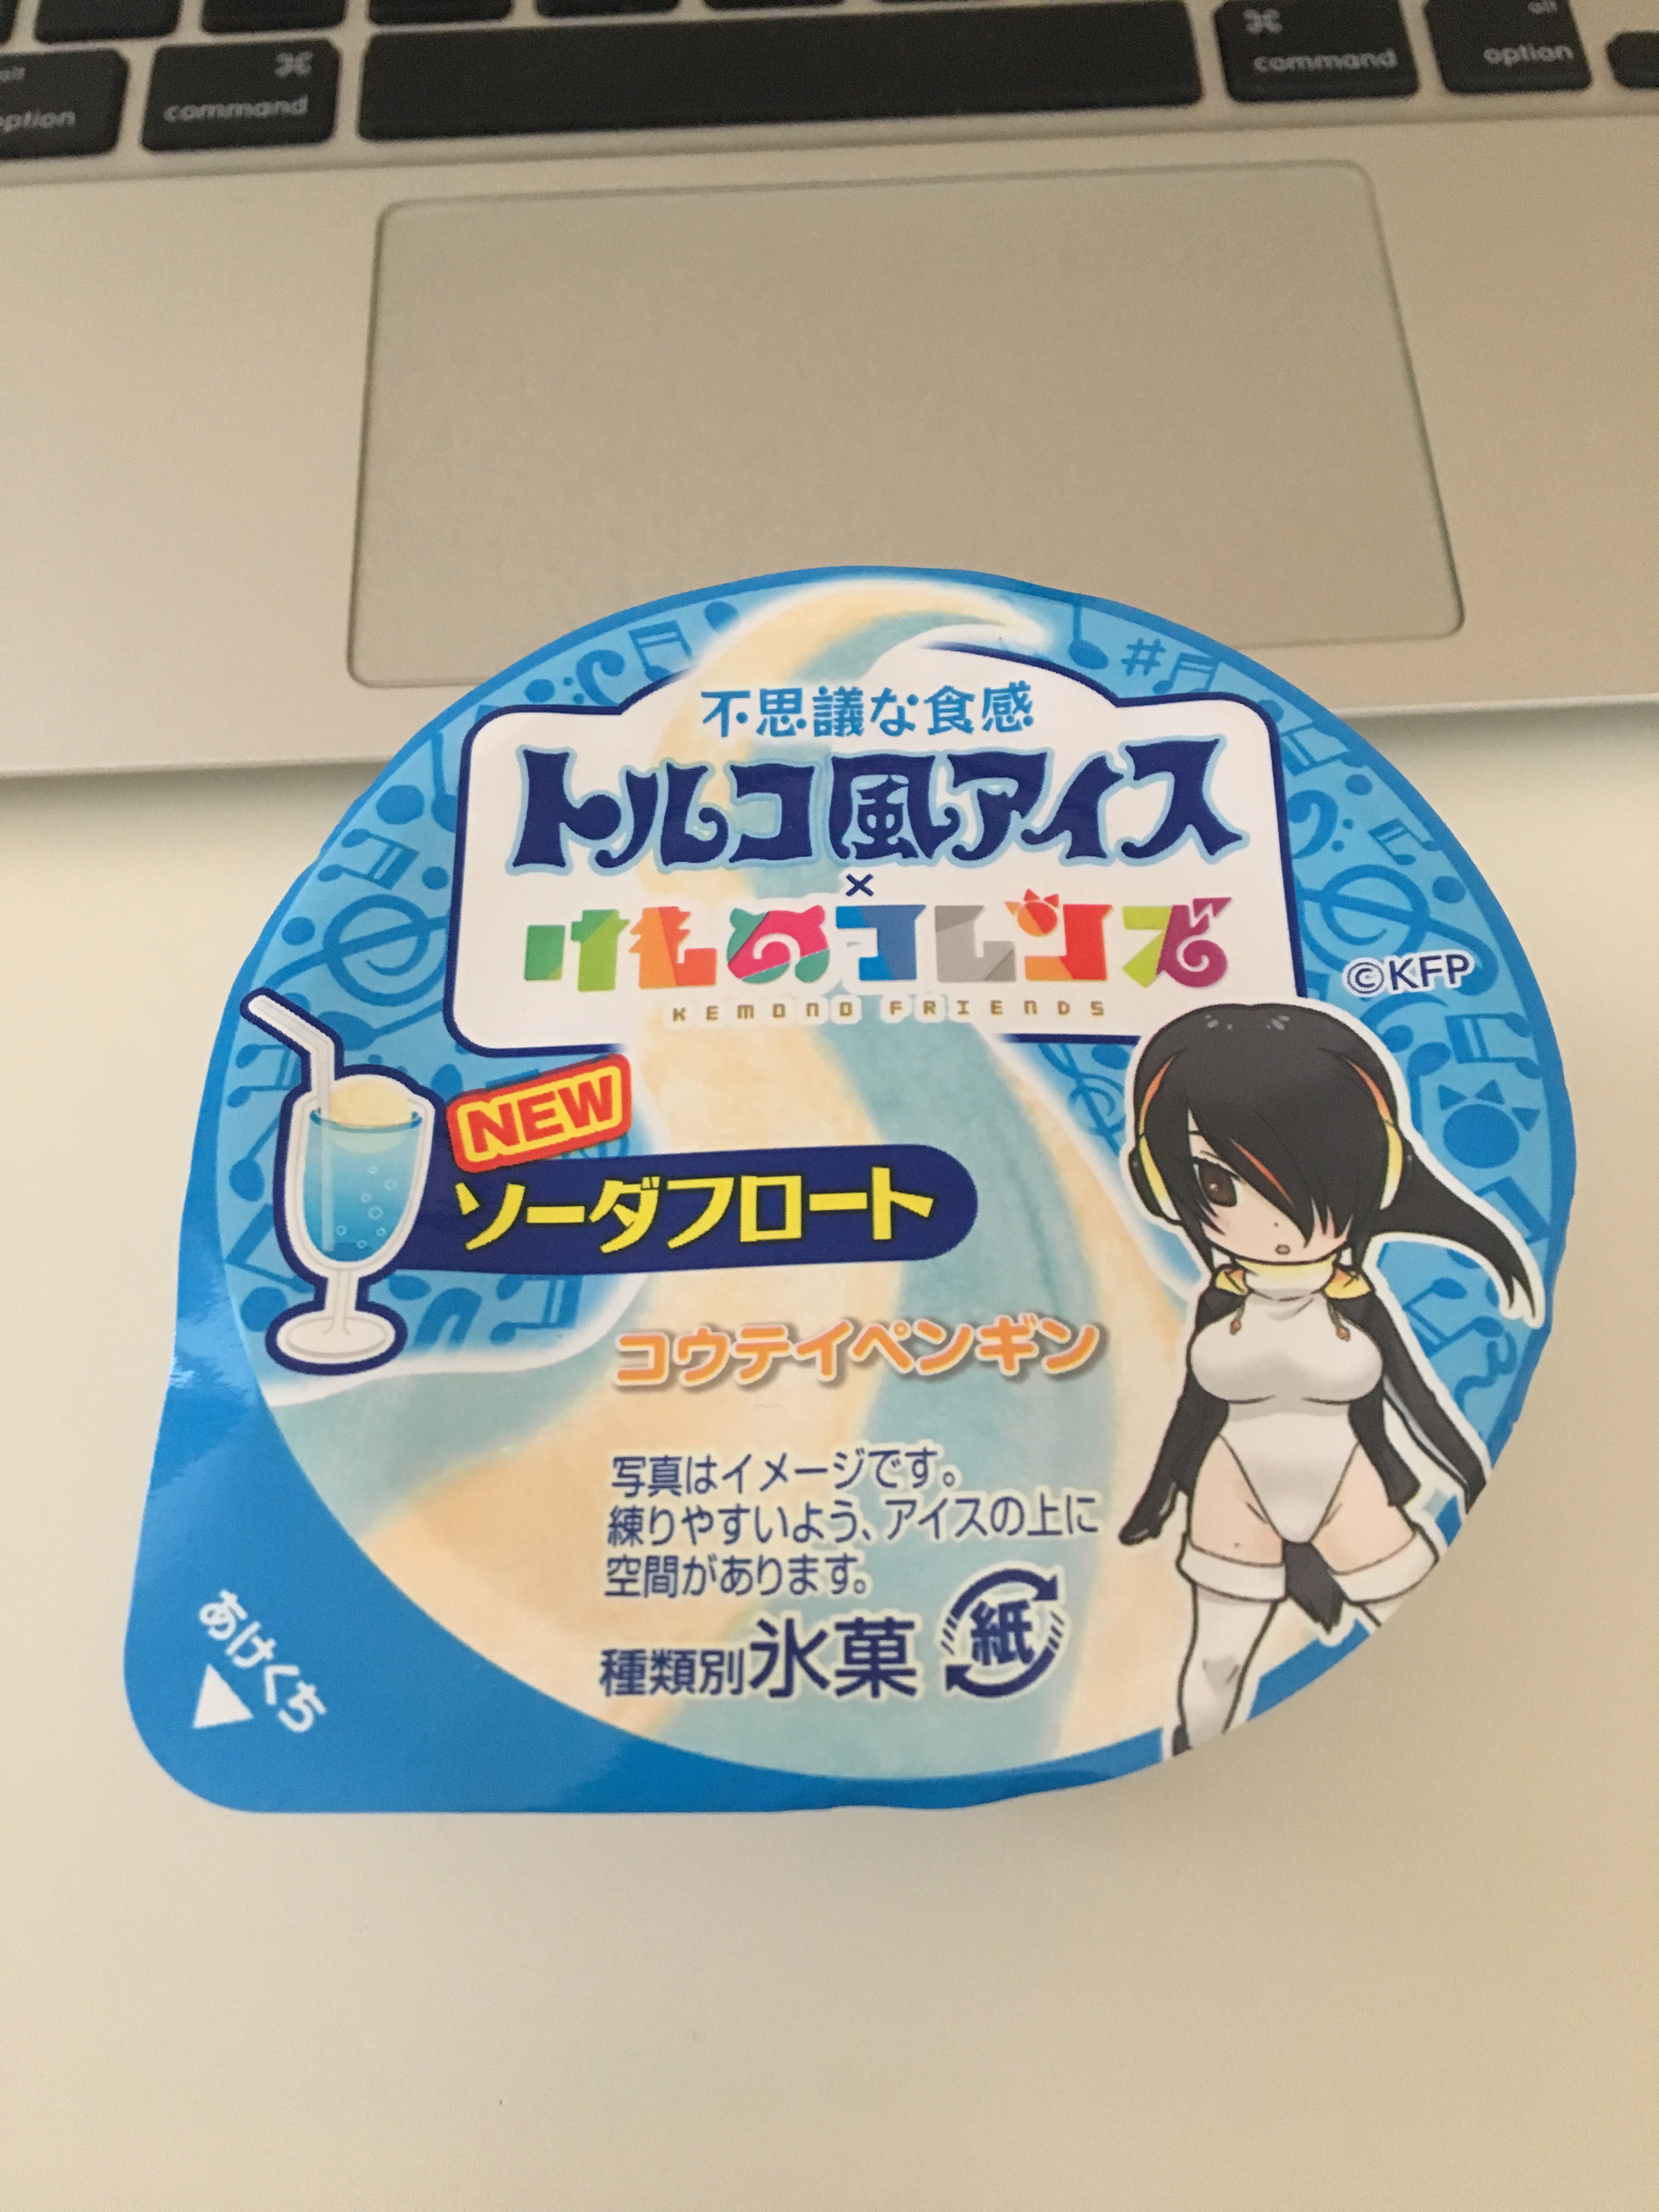 alt
option
⌘
command
⌘
command
alt
option
不思議な食感
トルコ風アイス
×
けものフレンズ
KEMONO FRIENDS
©KFP
NEW
ソーダフロート
コウテイペンギン
写真はイメージです。
練りやすいよう、アイスの上に
空間があります。
種類別氷菓
紙
あけくち